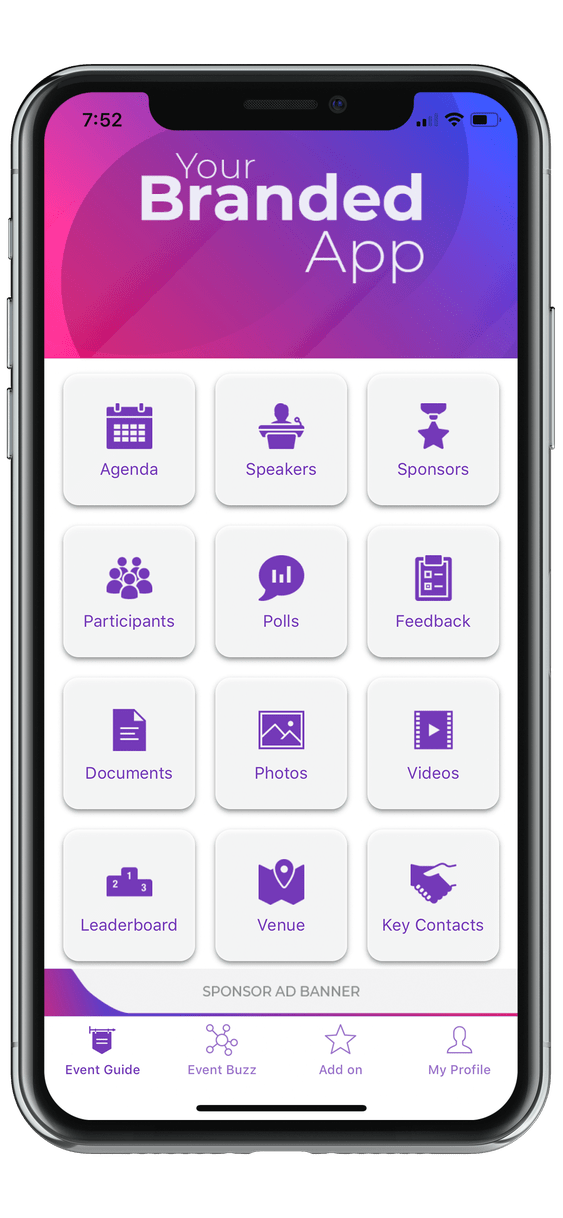 7:52
Your
Branded
App
Agenda
Speakers
Sponsors
Participants
Polls
Feedback
Documents
Photos
Videos
1
2
3
Leaderboard
Venue
Key Contacts
SPONSOR AD BANNER
Event Guide
Event Buzz
Add on
My Profile